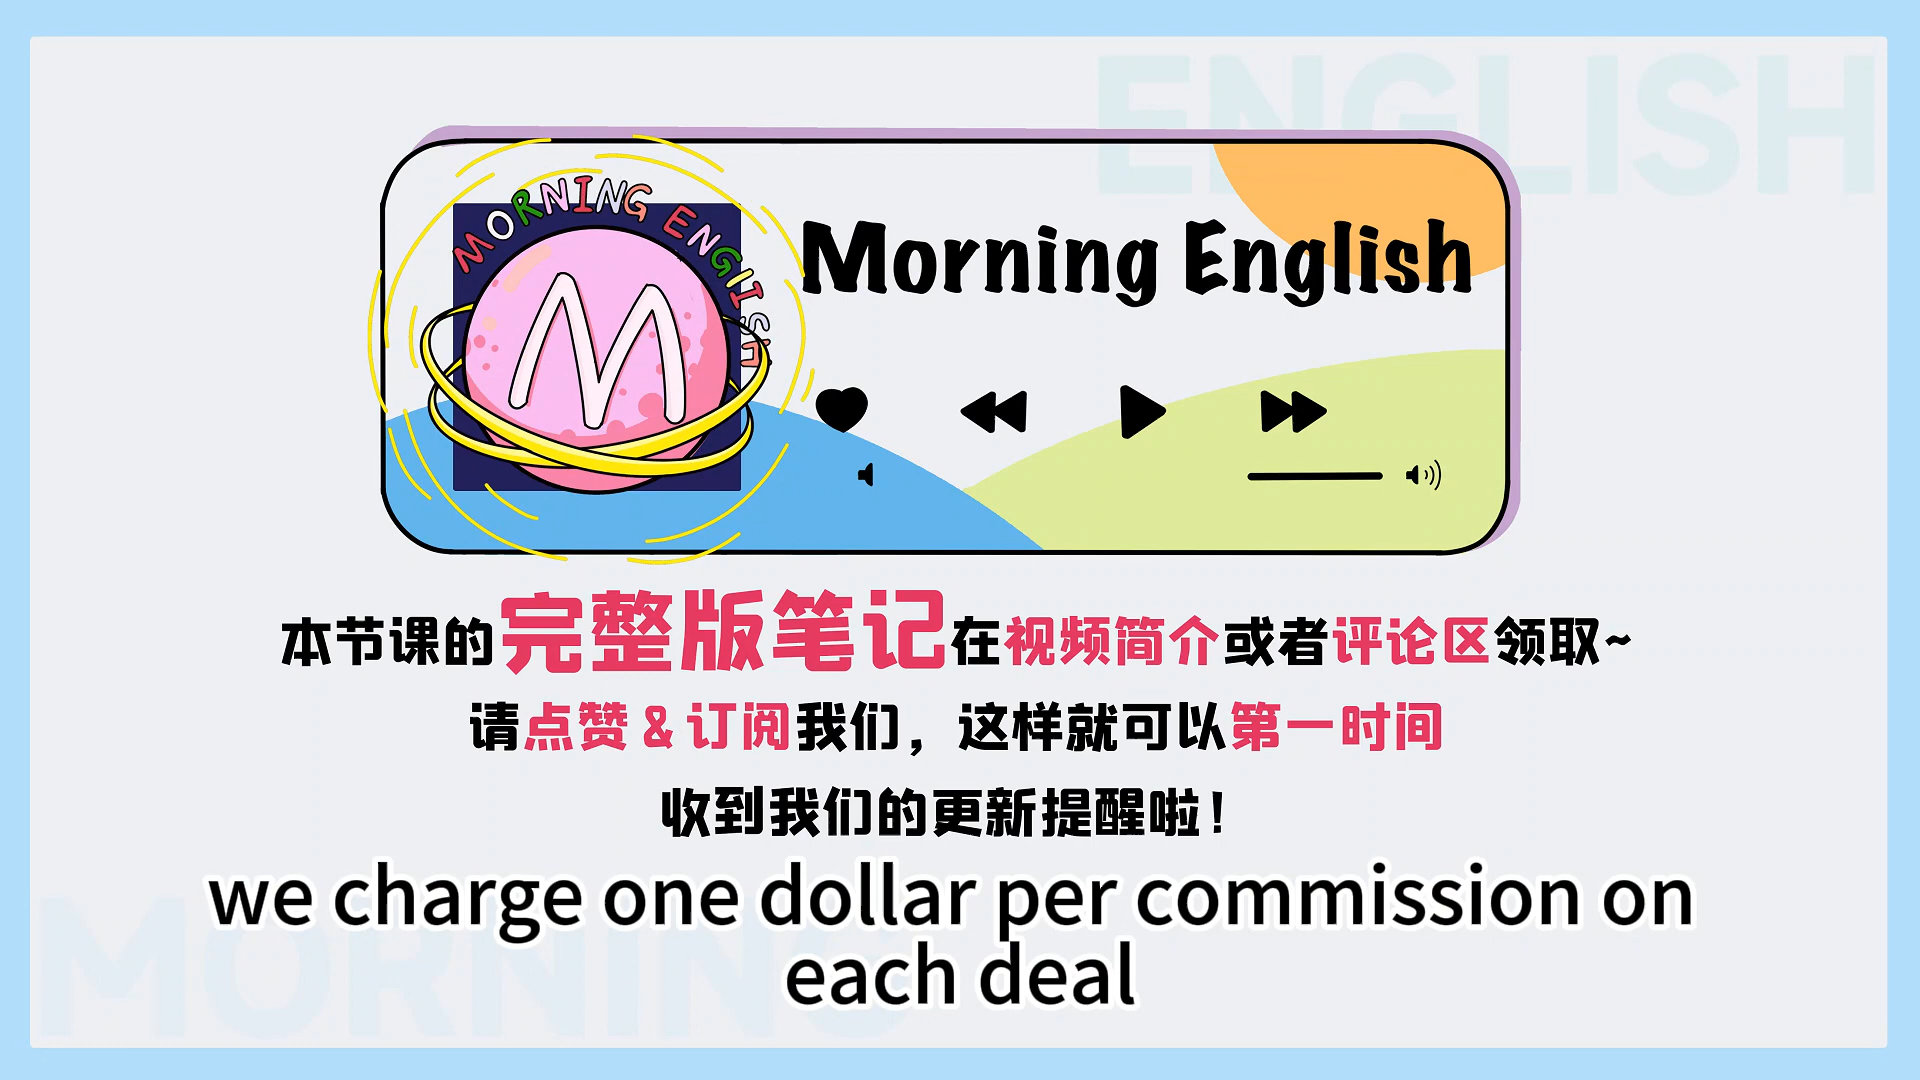 ENGLISH
MORNING ENGLISH
M
Morning English
本节课的完整版笔记在视频简介或者评论区领取~
请点赞&订阅我们，这样就可以第一时间
收到我们的更新提醒啦！
we charge one dollar per commission on
each deal
MORNING